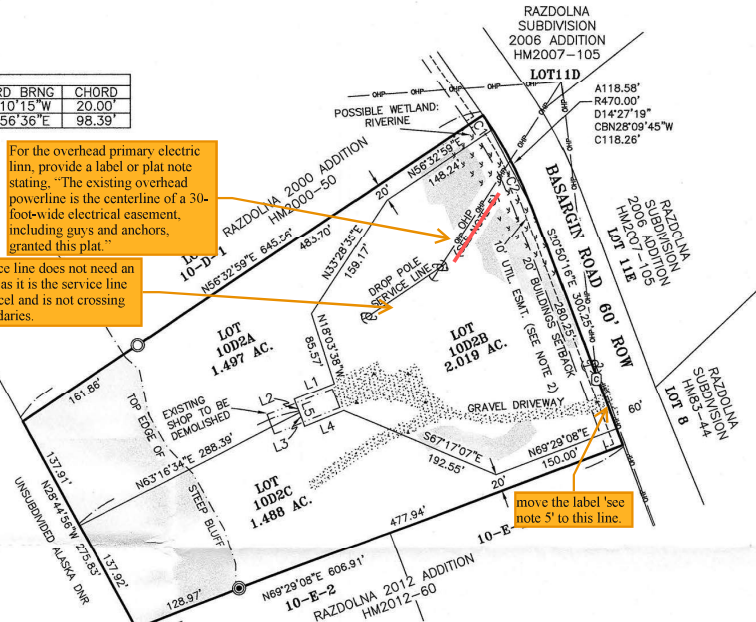 RAZDOLNA
SUBDIVISION
2006 ADDITION
HM2007-105
LOT11D
RD BRNG CHORD
10'15"W 20.00'
56'36"E 98.39'
A118.58'
R470.00'
D14°27'19"
CBN28°09'45"W
C118.26'
OHP OHP OHP OHP
POSSIBLE WETLAND:
RIVERINE
For the overhead primary electric
linn, provide a label or plat note
stating, "The existing overhead
powerline is the centerline of a 30-
foot-wide electrical easement,
including guys and anchors,
granted this plat."
RAZDOLNA 2000 ADDITION
HM2000-50
10-D-1
N56°32'59"E
148.24'
20'
N56°32'59"E
483.70'
N33°28'35"E
159.17'
BASARGIN ROAD 60' ROW
RAZDOLNA
SUBDIVISION
2006 ADDITION
HM2007-105
LOT 11E
ce line does not need an
as it is the service line
cel and is not crossing
daries.
DROP POLE
SERVICE LINE
OHP
C2
S20°50'16"E 300.25'
280.25'
20' BUILDINGS SETBACK
10' UTIL ESMT. (SEE NOTE 2)
LOT
10D2A
1.497 AC.
N18°03'38"W
85.57'
LOT
10D2B
2.019 AC.
161.86'
TOP EDGE OF
STEEP BLUFF
EXISTING
SHOP TO BE
DEMOLISHED
L1
L2
L3
L4
L5
GRAVEL DRIVEWAY
60'
RAZDOLNA
SUBDIVISION
HM83-44
LOT 8
N63°16'34"E 288.39'
S67°17'07"E
192.55'
N69°29'08"E
150.00'
20'
137.91'
N28°44'56"W 275.83'
137.92'
UNSUBDIVIDED ALASKA DNR
LOT
10D2C
1.488 AC.
477.94'
move the label 'see
note 5' to this line.
10-E-
128.97'
N69°29'08"E 606.91'
10-E-2
RAZDOLNA 2012 ADDITION
HM2012-60